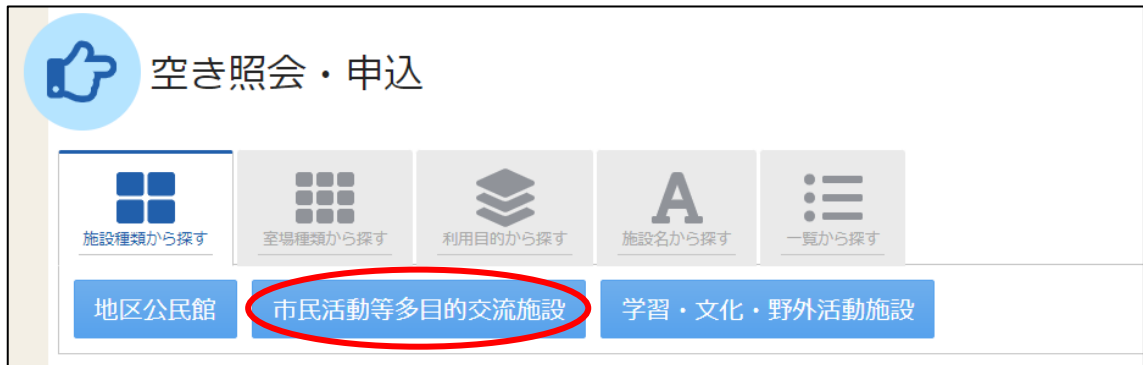 空き照会・申込
施設種類から探す 室場種類から探す 利用目的から探す 施設名から探す 一覧から探す
地区公民館 市民活動等多目的交流施設 学習・文化・野外活動施設